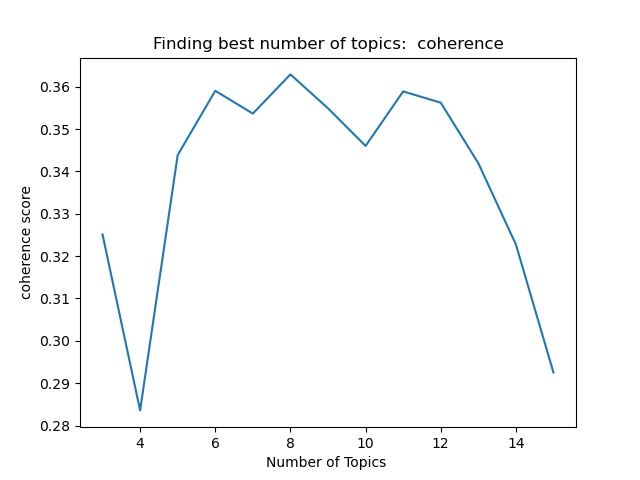 Finding best number of topics:  coherence
coherence score
0.36
0.35
0.34
0.33
0.32
0.31
0.30
0.29
0.28
4 6 8 10 12 14
Number of Topics